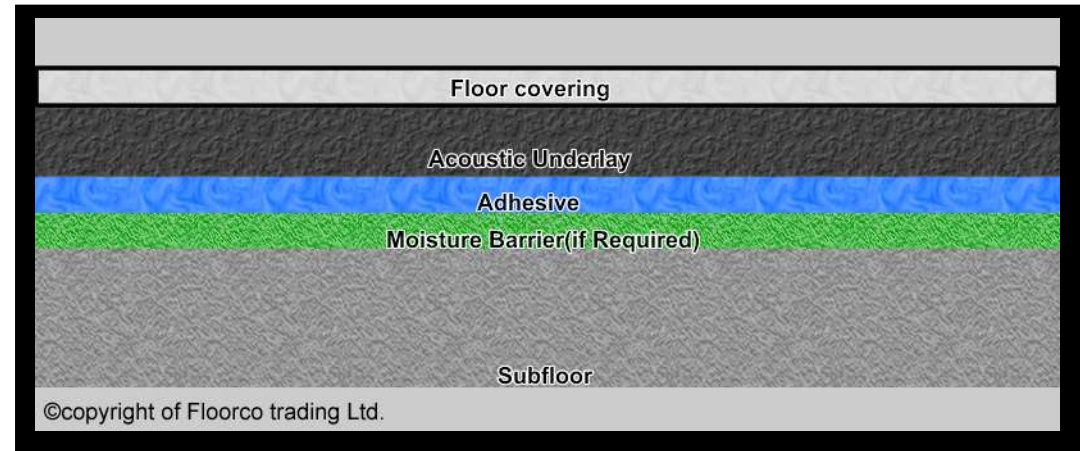 Floor covering
Acoustic Underlay
Adhesive
Moisture Barrier(if Required)
Subfloor
©copyright of Floorco trading Ltd.